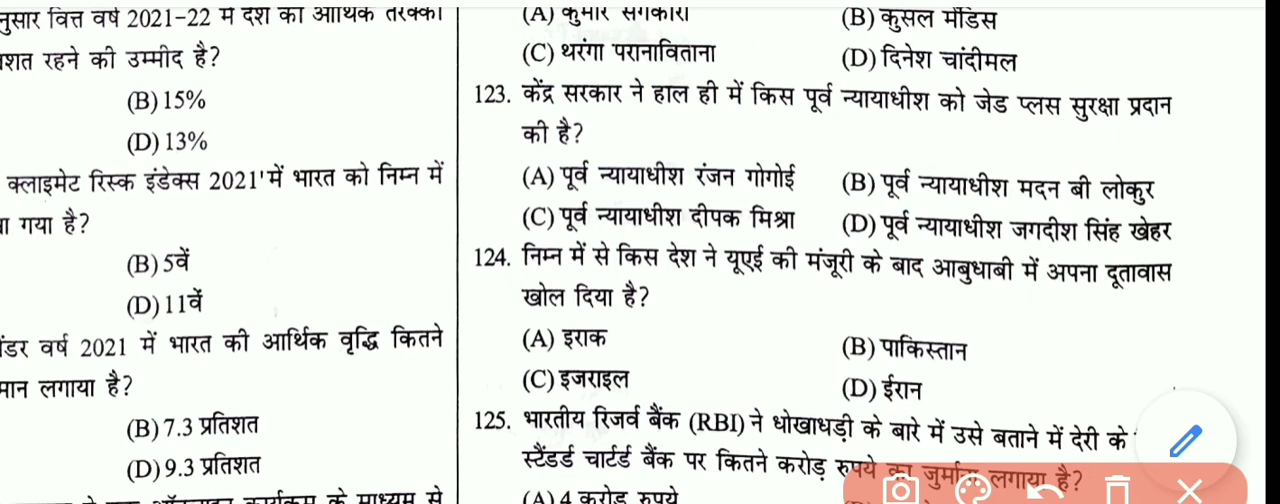 नुसार वित्त वर्ष 2021-22 में देश की आर्थिक तरक्की
रहने की उम्मीद है?
(B) 15%
(D) 13%
क्लाइमेट रिस्क इंडेक्स 2021' में भारत को निम्न में
गया है?
(B) 5वें
(D) 11वें
वर्ष 2021 में भारत की आर्थिक वृद्धि कितने
लगाया है?
(B) 7.3 प्रतिशत
(D) 9.3 प्रतिशत
के माध्यम से
(A) कुमार संगकारा
(B) कुसल मेंडिस
(C) थरंगा परानाविताना
(D) दिनेश चांदीमल
123. केंद्र सरकार ने हाल ही में किस पूर्व न्यायाधीश को जेड प्लस सुरक्षा प्रदान
की है?
(A) पूर्व न्यायाधीश रंजन गोगोई
(B) पूर्व न्यायाधीश मदन बी लोकुर
(C) पूर्व न्यायाधीश दीपक मिश्रा
(D) पूर्व न्यायाधीश जगदीश सिंह खेहर
124. निम्न में से किस देश ने यूएई की मंजूरी के बाद आबुधाबी में अपना दूतावास
खोल दिया है?
(A) इराक
(B) पाकिस्तान
(C) इजराइल
(D) ईरान
125. भारतीय रिजर्व बैंक (RBI) ने धोखाधड़ी के बारे में उसे बताने में देरी के
स्टैंडर्ड चार्टर्ड बैंक पर कितने करोड़ रुपये का जुर्माना लगाया है?
(A) 4 करोड़ रुपये